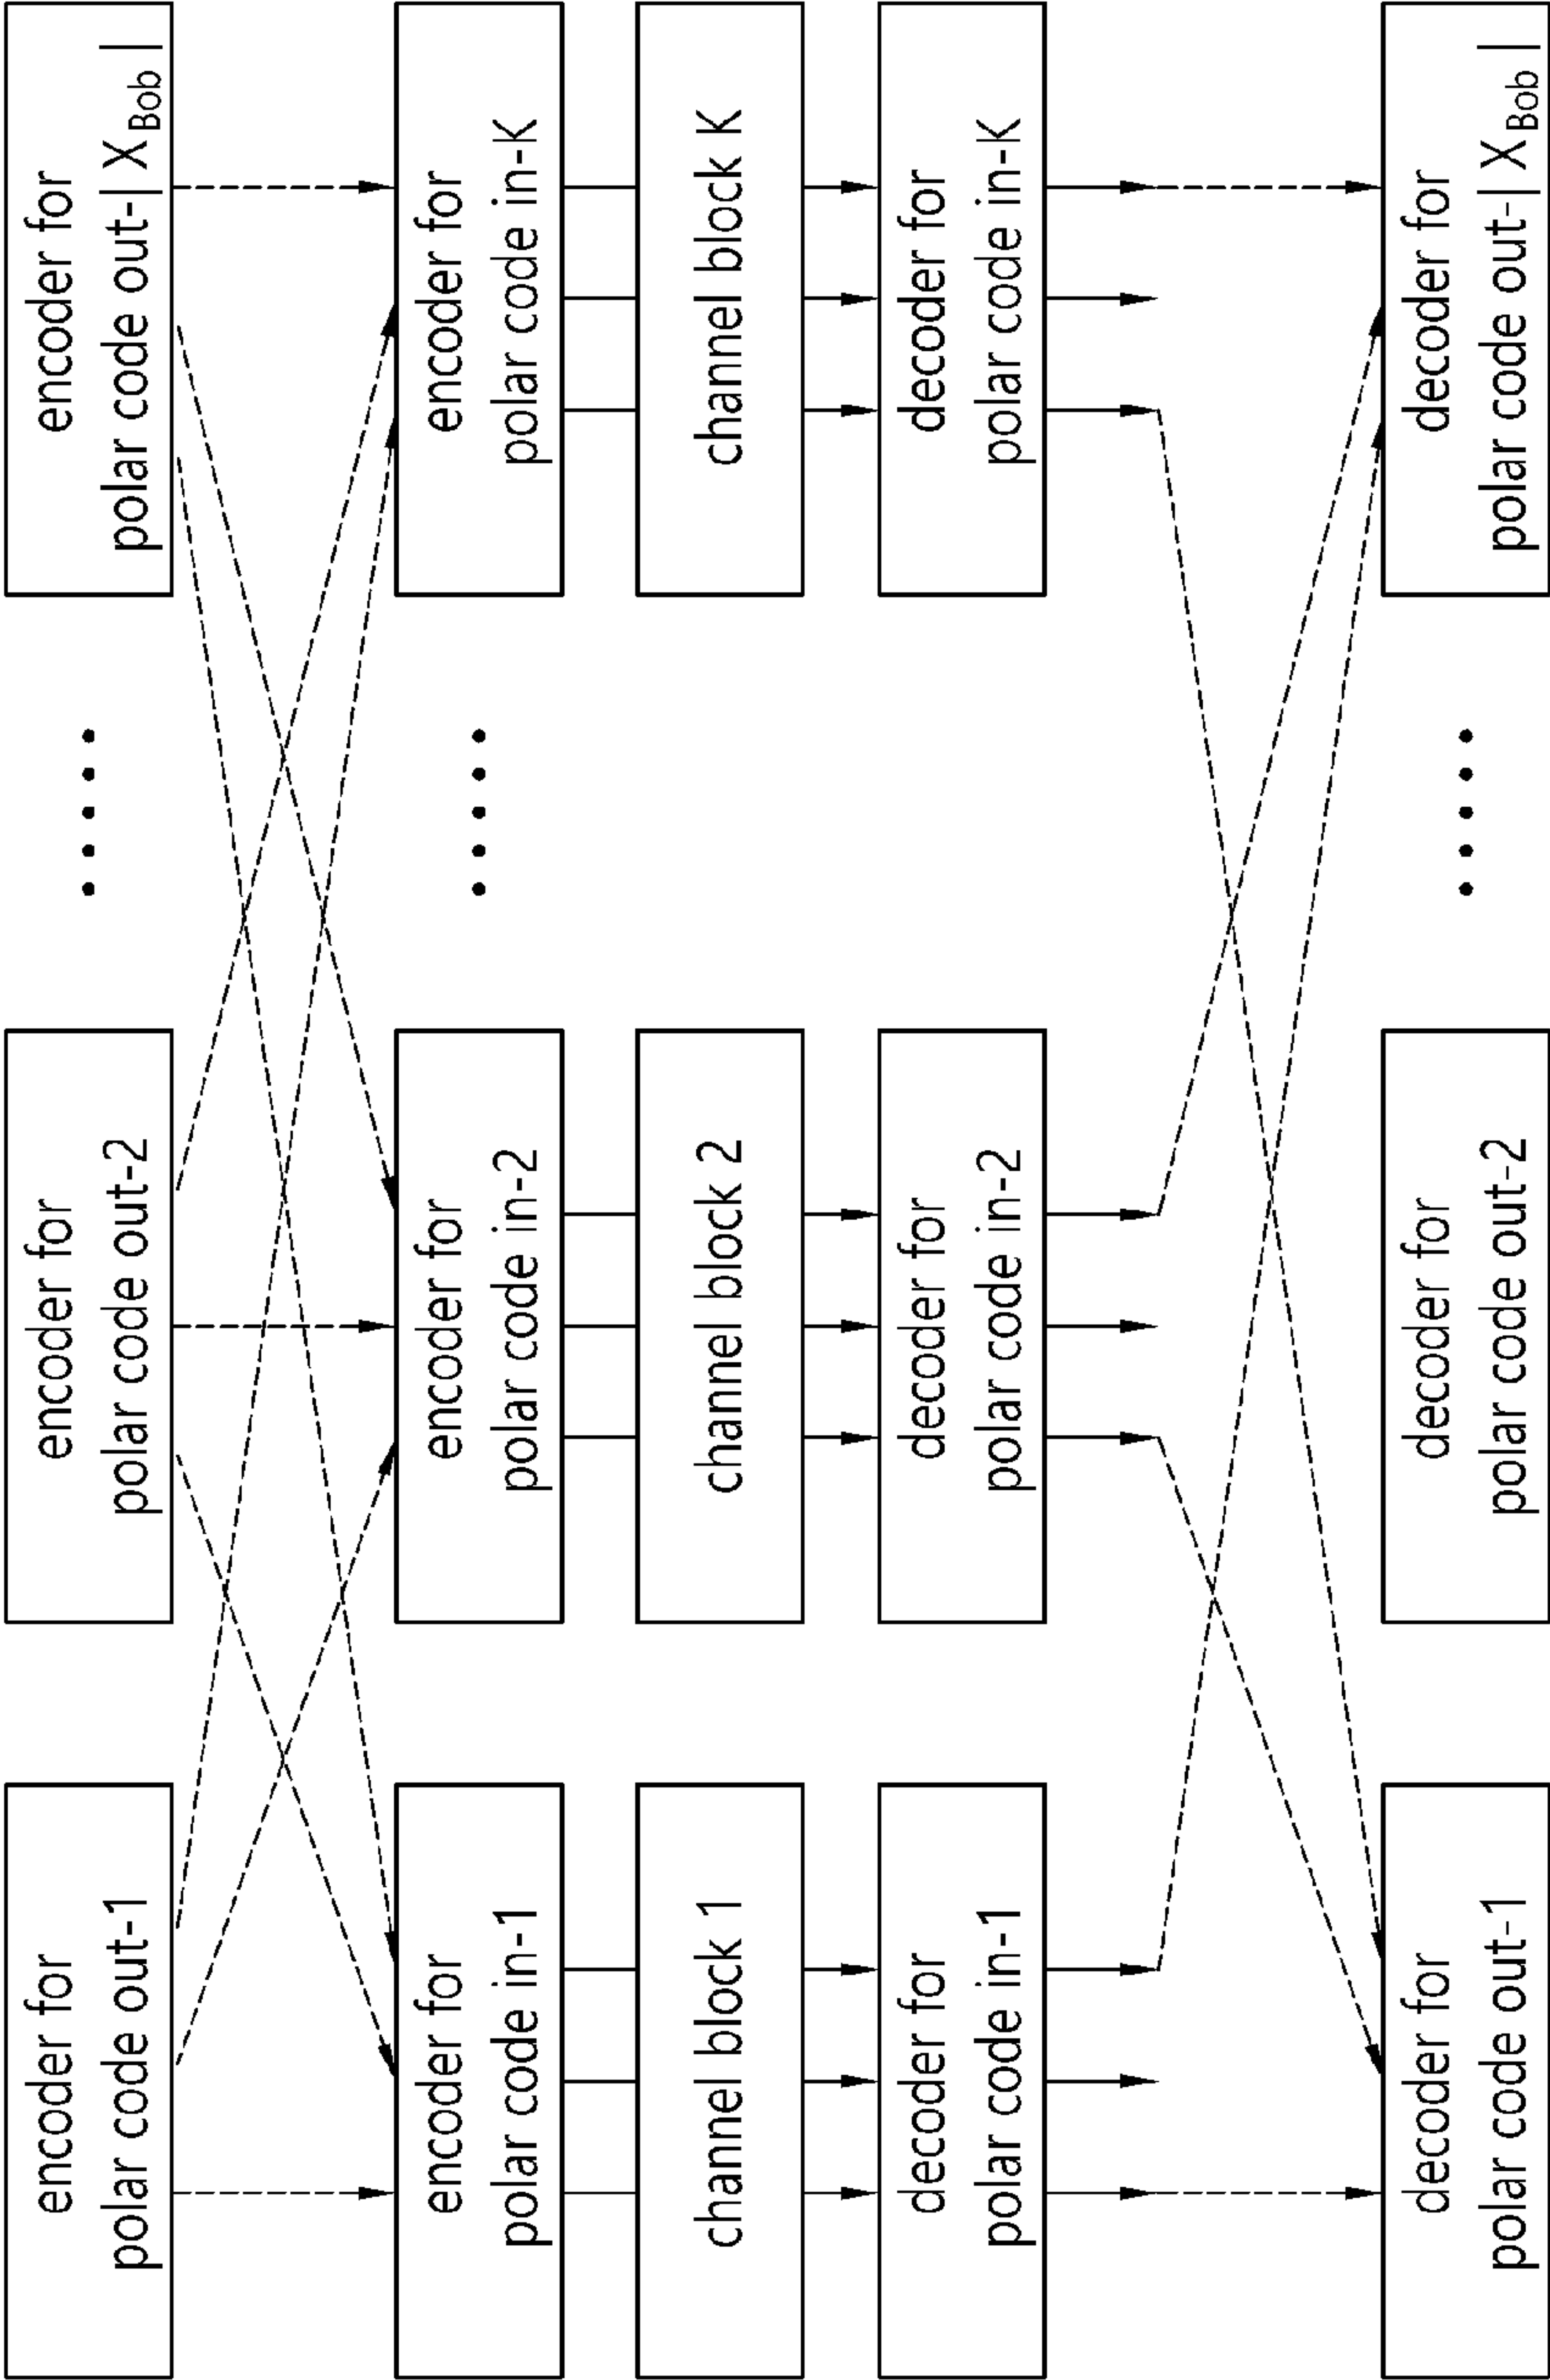 encoder for
polar code out-1
encoder for
polar code out-2
encoder for
polar code out-| X_Bob |
encoder for
polar code in-1
encoder for
polar code in-2
encoder for
polar code in-K
channel block 1
channel block 2
channel block K
decoder for
polar code in-1
decoder for
polar code in-2
decoder for
polar code in-K
decoder for
polar code out-1
decoder for
polar code out-2
decoder for
polar code out-| X_Bob |